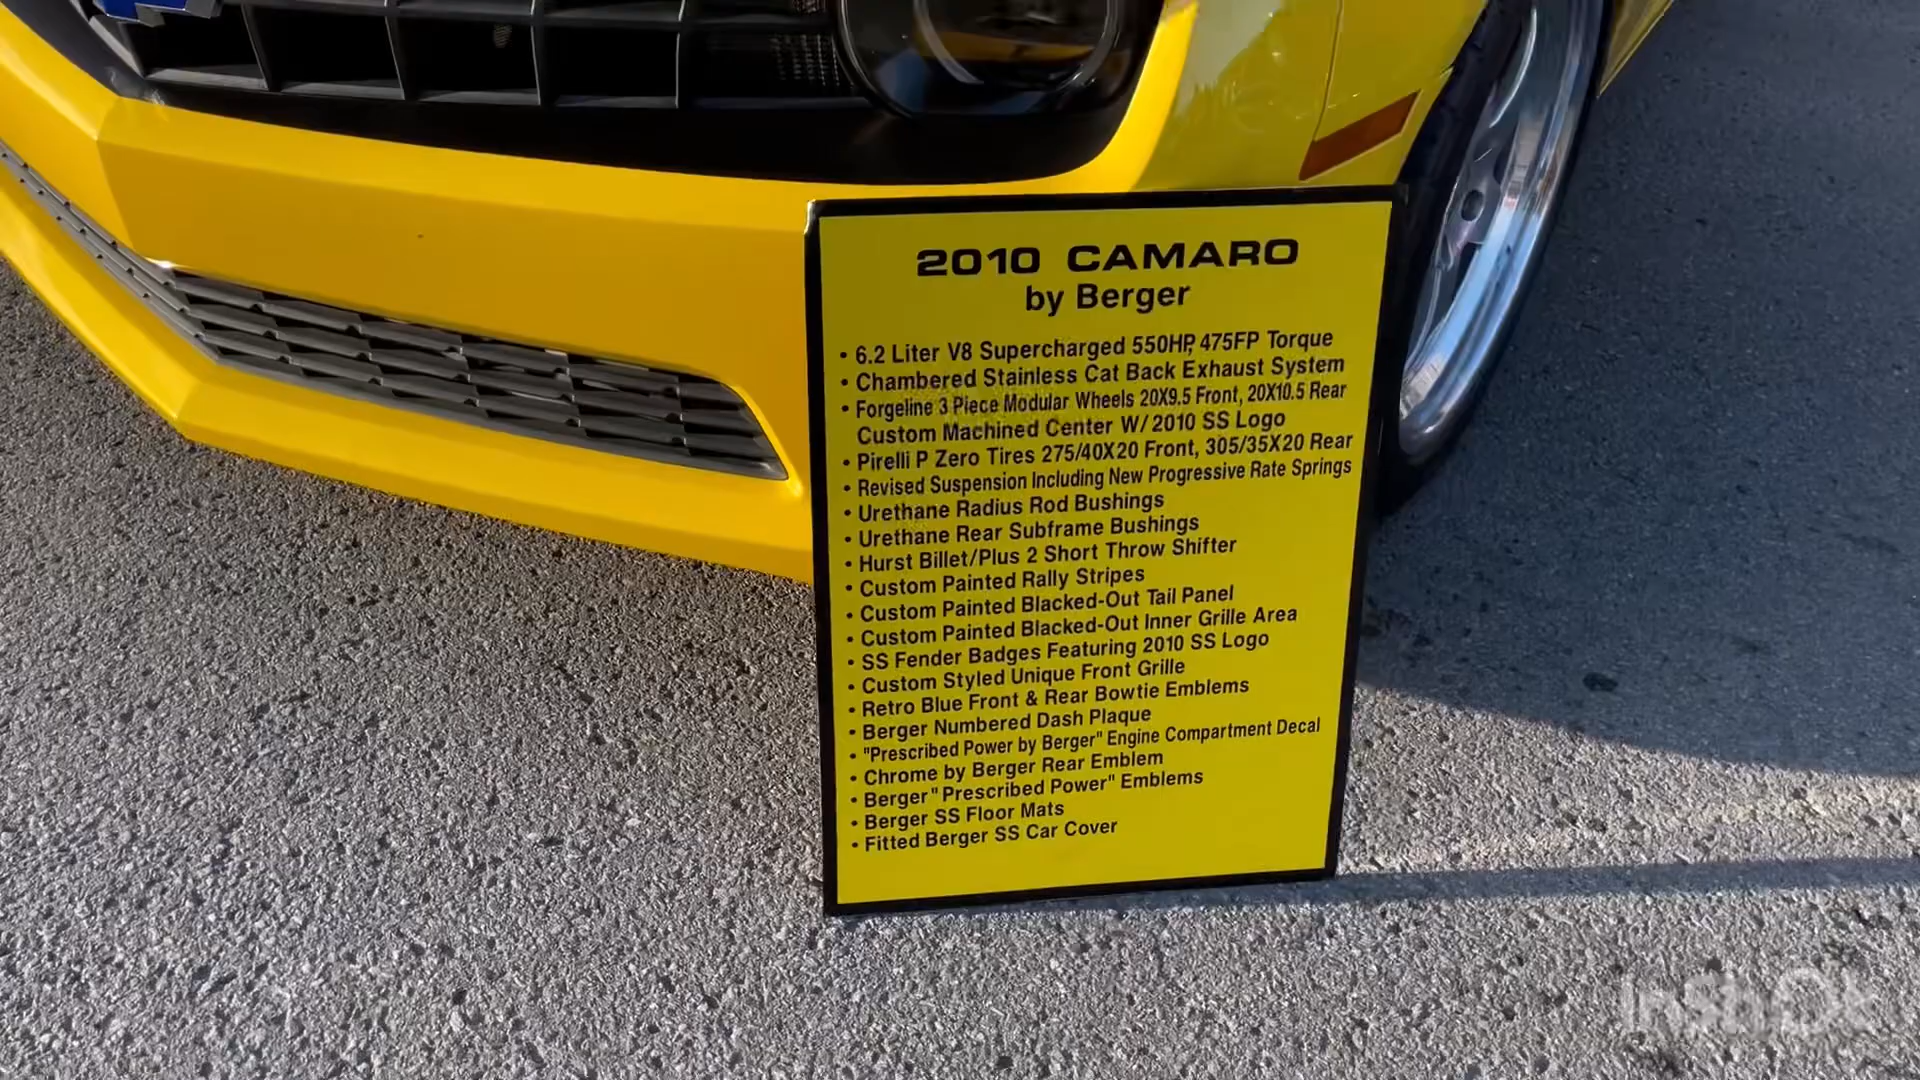 2010 CAMARO
by Berger
• 6.2 Liter V8 Supercharged 550HP, 475FP Torque
• Chambered Stainless Cat Back Exhaust System
• Forgeline 3 Piece Modular Wheels 20X9.5 Front, 20X10.5 Rear
Custom Machined Center W/ 2010 SS Logo
• Pirelli P Zero Tires 275/40X20 Front, 305/35X20 Rear
• Revised Suspension Including New Progressive Rate Springs
• Urethane Radius Rod Bushings
• Urethane Rear Subframe Bushings
• Hurst Billet/Plus 2 Short Throw Shifter
• Custom Painted Rally Stripes
• Custom Painted Blacked-Out Tail Panel
• Custom Painted Blacked-Out Inner Grille Area
• SS Fender Badges Featuring 2010 SS Logo
• Custom Styled Unique Front Grille
• Retro Blue Front & Rear Bowtie Emblems
• Berger Numbered Dash Plaque
• "Prescribed Power by Berger" Engine Compartment Decal
• Chrome by Berger Rear Emblem
• Berger "Prescribed Power" Emblems
• Berger SS Floor Mats
• Fitted Berger SS Car Cover
InShot